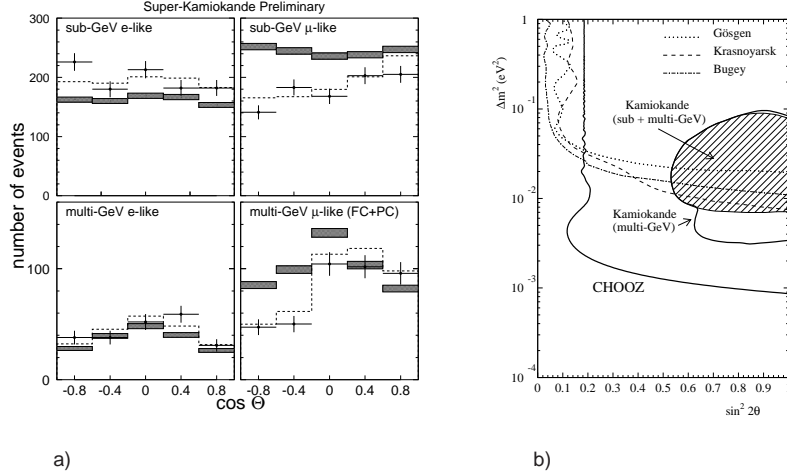 Super-Kamiokande Preliminary
sub-GeV e-like
sub-GeV μ-like
300
200
100
0
multi-GeV e-like
multi-GeV μ-like (FC+PC)
100
0
number of events
-0.8 -0.4 0 0.4 0.8 -0.8 -0.4 0 0.4 0.8
cos Θ
a)
Δm² (eV²)
1
10⁻¹
10⁻²
10⁻³
10⁻⁴
Gösgen
Krasnoyarsk
Bugey
Kamiokande
(sub + multi-GeV)
Kamiokande
(multi-GeV)
CHOOZ
0 0.1 0.2 0.3 0.4 0.5 0.6 0.7 0.8 0.9 1
sin² 2θ
b)